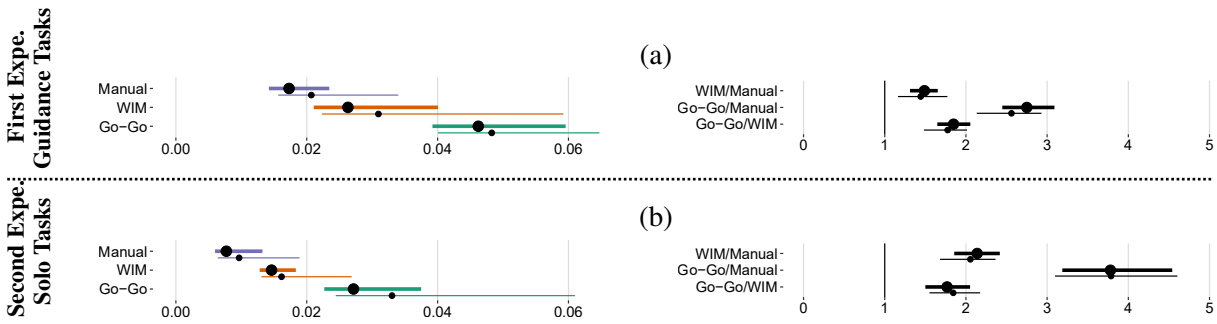 First Expe.
Guidance Tasks
(a)
Manual
WIM
Go-Go
0.00 0.02 0.04 0.06
WIM/Manual
Go-Go/Manual
Go-Go/WIM
0 1 2 3 4 5
Second Expe.
Solo Tasks
(b)
Manual
WIM
Go-Go
0.00 0.02 0.04 0.06
WIM/Manual
Go-Go/Manual
Go-Go/WIM
0 1 2 3 4 5